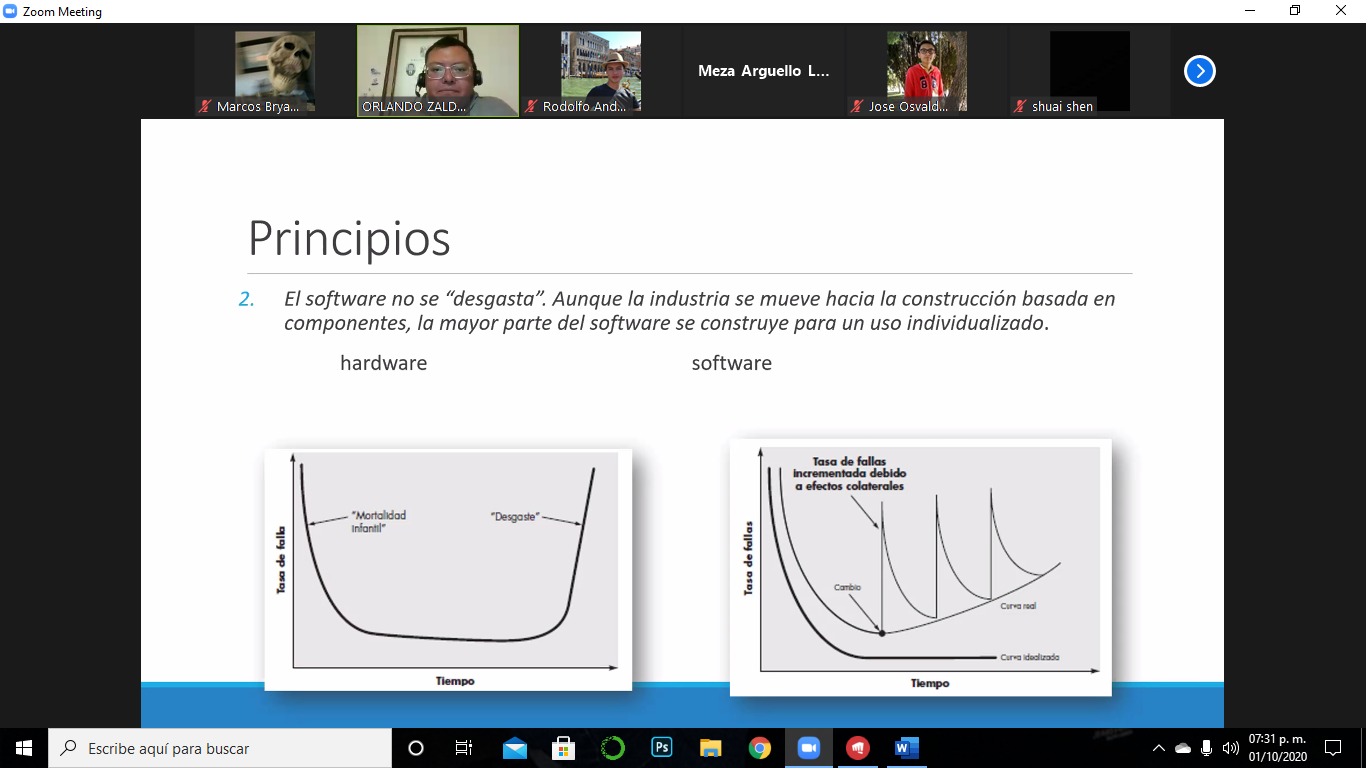 Zoom Meeting
Marcos Brya...
ORLANDO ZALD...
Rodolfo And...
Meza Arguello L...
Jose Osvald...
shuai shen
Principios
2. El software no se “desgasta”. Aunque la industria se mueve hacia la construcción basada en
componentes, la mayor parte del software se construye para un uso individualizado.
hardware
software
Tasa de falla
“Mortalidad
infantil”
“Desgaste”
Tiempo
Tasa de fallas
Tasa de fallas
incrementada debido
a efectos colaterales
Cambio
Curva real
Curva idealizada
Tiempo
Escribe aquí para buscar
Ps
W
07:31 p. m.
01/10/2020